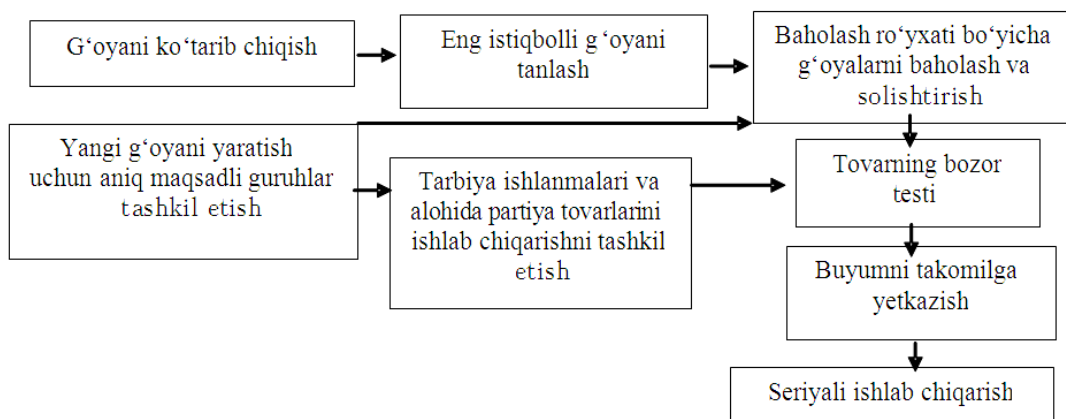 G‘oyani ko‘tarib chiqish
Eng istiqbolli g‘oyani
tanlash
Baholash ro‘yxati bo‘yicha
g‘oyalarni baholash va
solishtirish
Yangi g‘oyani yaratish
uchun aniq maqsadli guruhlar
tashkil etish
Tarbiya ishlanmalari va
alohida partiya tovarlarini
ishlab chiqarishni tashkil
etish
Tovarning bozor
testi
Buyumni takomilga
yetkazish
Seriyali ishlab chiqarish